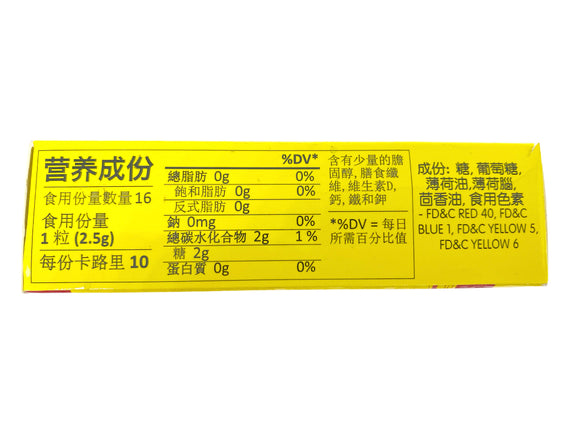 营养成份
食用份量數量 16
食用份量
1 粒 (2.5g)
每份卡路里 10
%DV*
總脂肪 0g 0%
飽和脂肪 0g 0%
反式脂肪 0g
鈉 0mg 0%
總碳水化合物 2g 1%
糖 2g
蛋白質 0g 0%
含有少量的膽
固醇, 膳食纖
維, 維生素D,
鈣, 鐵和鉀
*%DV = 每日
所需百分比值
成份: 糖, 葡萄糖,
薄荷油,薄荷腦,
茴香油, 食用色素
- FD&C RED 40, FD&C
BLUE 1, FD&C YELLOW 5,
FD&C YELLOW 6